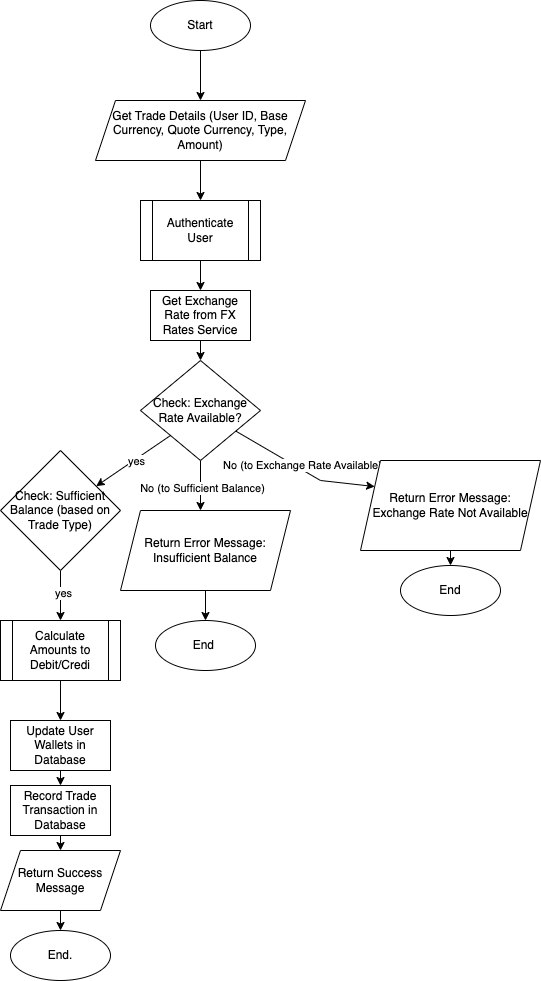 Start
Get Trade Details (User ID, Base
Currency, Quote Currency, Type,
Amount)
Authenticate
User
Get Exchange
Rate from FX
Rates Service
Check: Exchange
Rate Available?
yes
No (to Sufficient Balance)
No (to Exchange Rate Available
Check: Sufficient
Balance (based on
Trade Type)
Return Error Message:
Insufficient Balance
Return Error Message:
Exchange Rate Not Available
End
End
yes
Calculate
Amounts to
Debit/Credi
Update User
Wallets in
Database
Record Trade
Transaction in
Database
Return Success
Message
End.